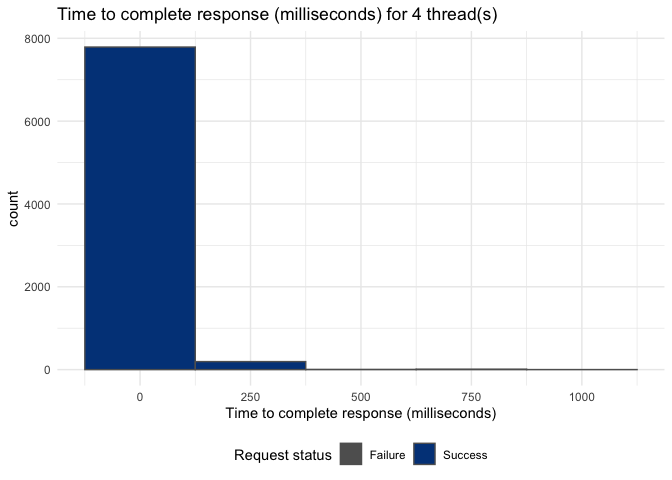 Time to complete response (milliseconds) for 4 thread(s)
8000
6000
4000
2000
0
count
0 250 500 750 1000
Time to complete response (milliseconds)
Request status Failure Success